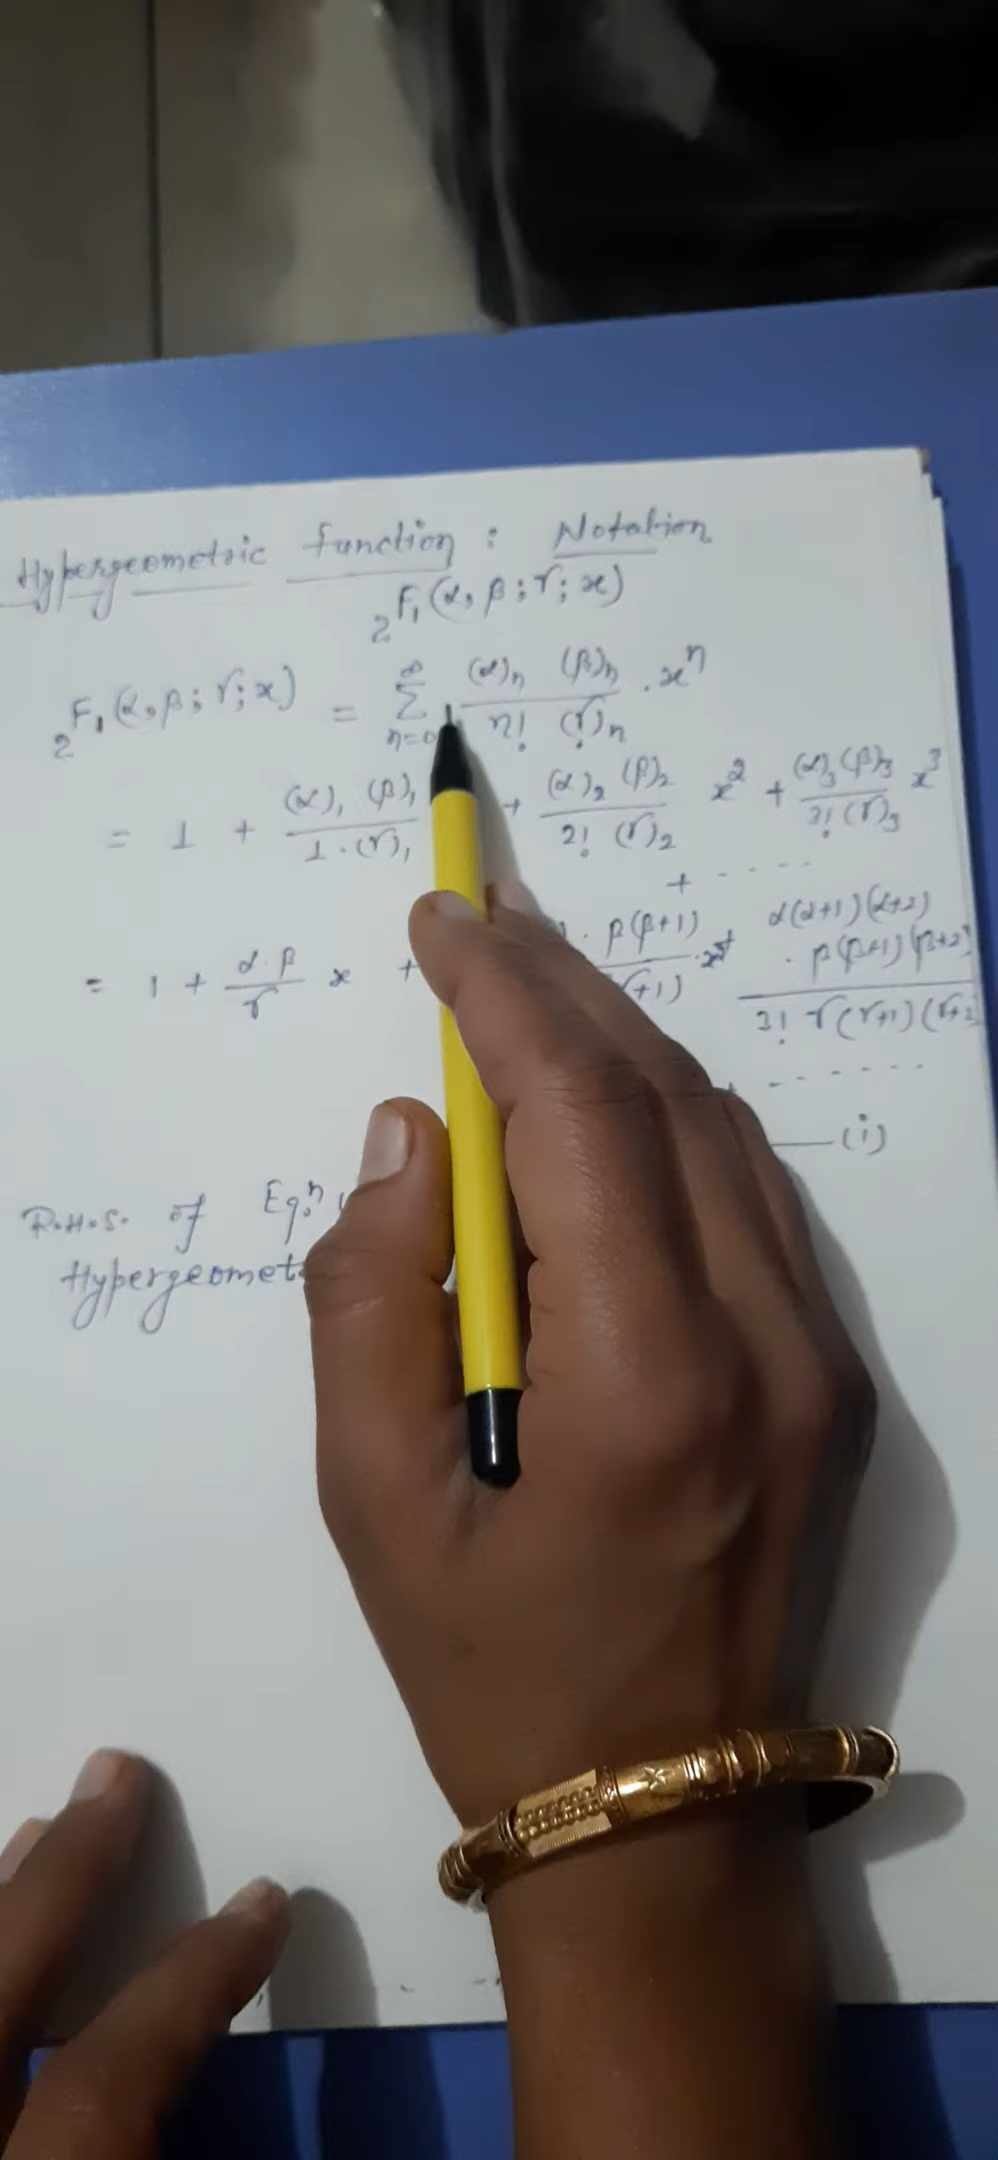 Hypergeometric function : Notation
₂F₁(α, β; γ; x)
₂F₁(α, β; γ; x) = ∑_{n=0}^∞ (α)ₙ (β)ₙ / n! (γ)ₙ . xⁿ
= 1 + (α)₁ (β)₁ / 1·(γ)₁ + (α)₂ (β)₂ / 2! (γ)₂ x² + (α)₃ (β)₃ / 3! (γ)₃ x³
+ .....
= 1 + α·β / γ x + . β(β+1) / γ+1) . x² + α(α+1)(α+2) . β(β+1)(β+2) / 3! γ(γ+1)(γ+2
+ .......
—— (i)
R.H.S. of Eqⁿ
Hypergeomet